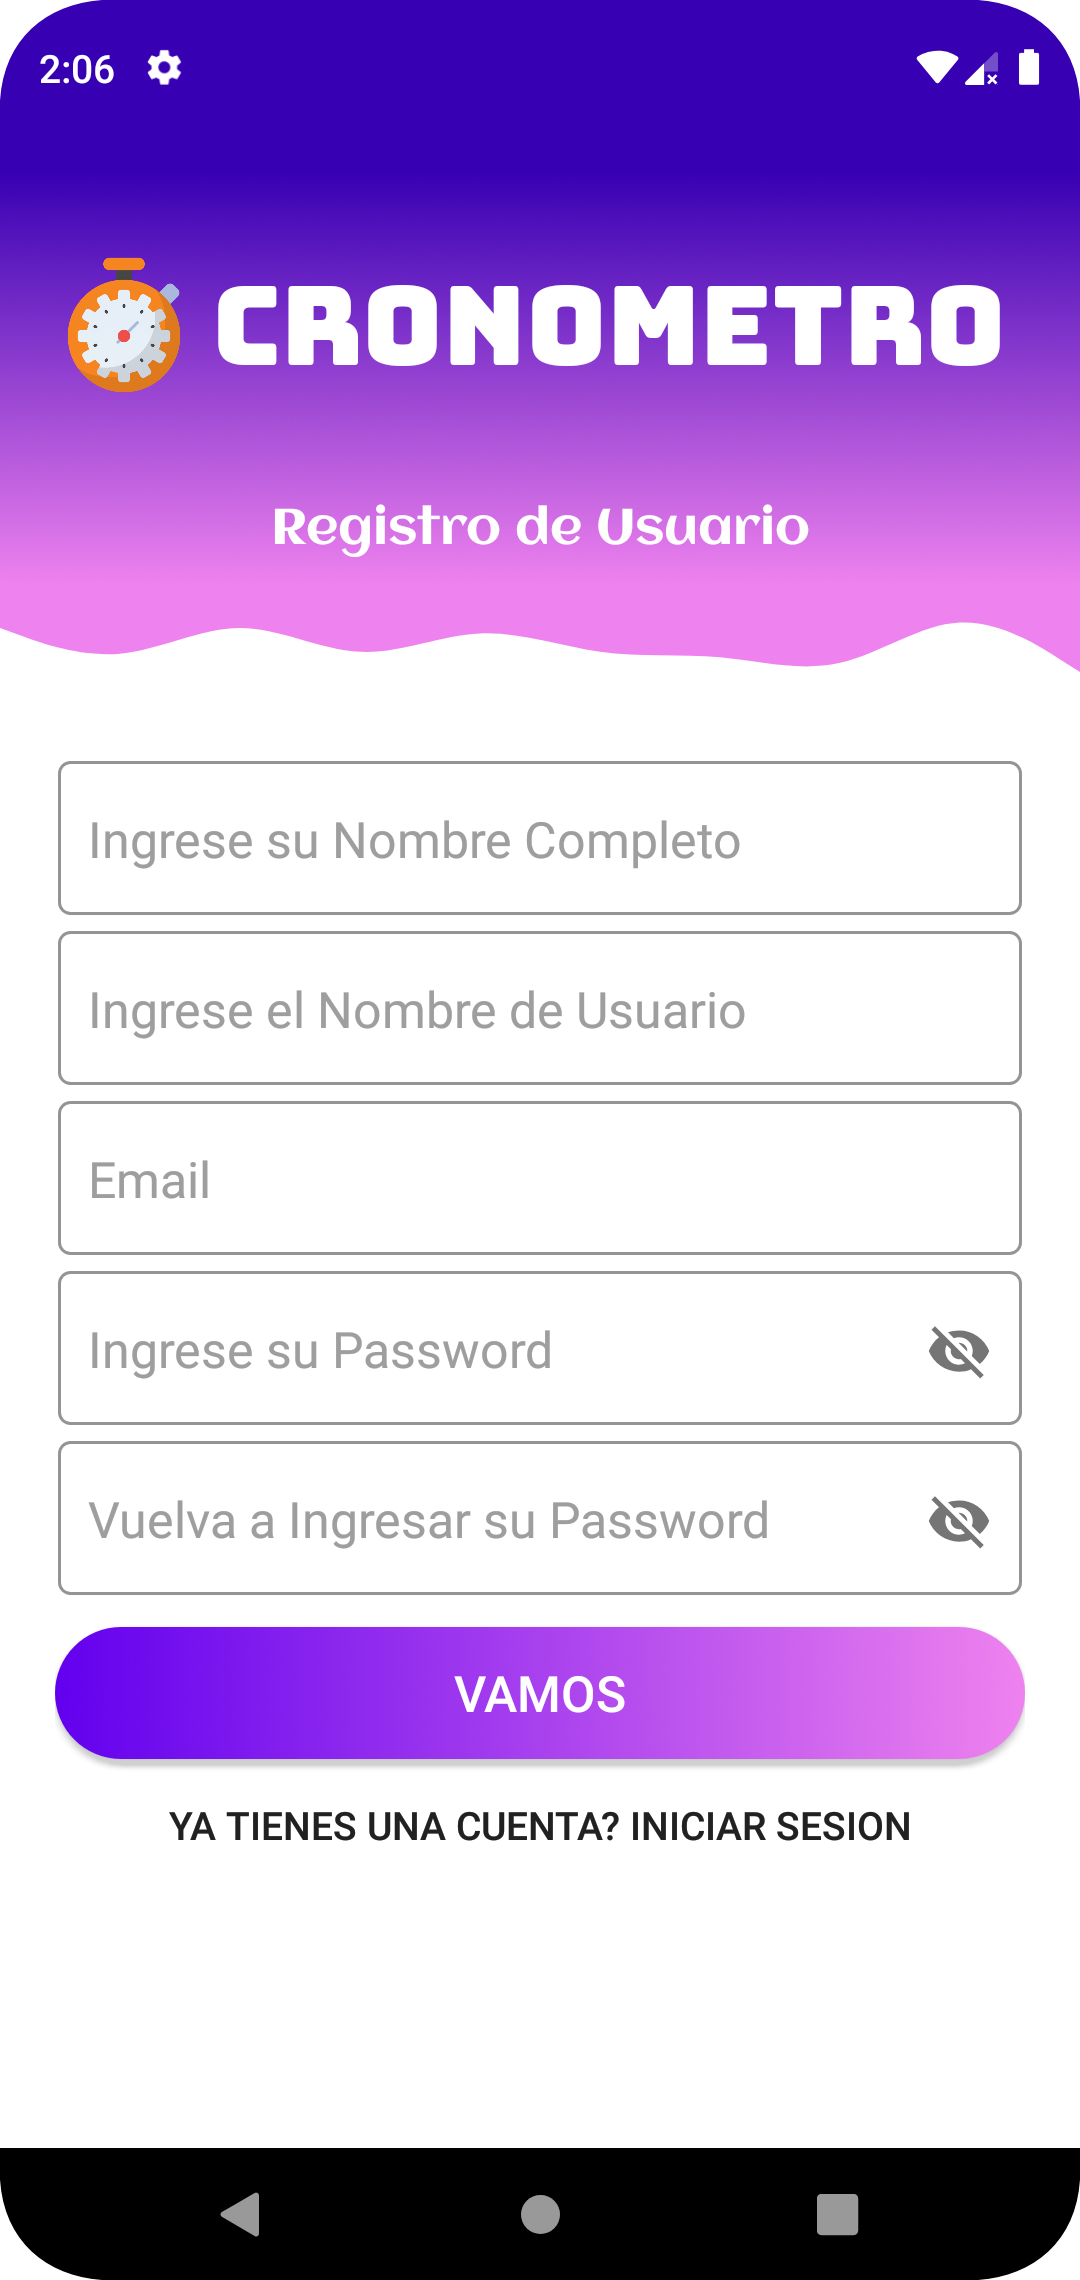 2:06
CRONOMETRO
Registro de Usuario
Ingrese su Nombre Completo
Ingrese el Nombre de Usuario
Email
Ingrese su Password
Vuelva a Ingresar su Password
VAMOS
YA TIENES UNA CUENTA? INICIAR SESION